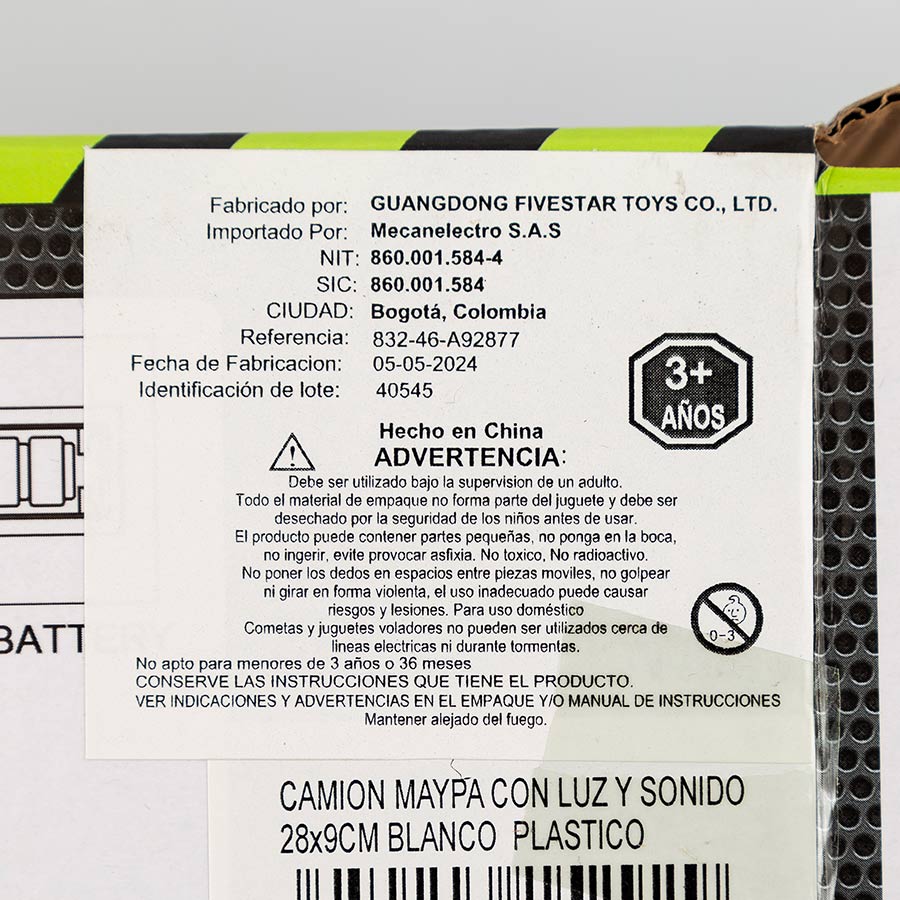 Fabricado por: GUANGDONG FIVESTAR TOYS CO., LTD.
Importado Por: Mecanelectro S.A.S
NIT: 860.001.584-4
SIC: 860.001.584
CIUDAD: Bogotá, Colombia
Referencia: 832-46-A92877
Fecha de Fabricacion: 05-05-2024
Identificación de lote: 40545
3+
AÑOS
Hecho en China
ADVERTENCIA:
Debe ser utilizado bajo la supervision de un adulto.
Todo el material de empaque no forma parte del juguete y debe ser
desechado por la seguridad de los niños antes de usar.
El producto puede contener partes pequeñas, no ponga en la boca,
no ingerir, evite provocar asfixia. No toxico, No radioactivo.
No poner los dedos en espacios entre piezas moviles, no golpear
ni girar en forma violenta, el uso inadecuado puede causar
riesgos y lesiones. Para uso doméstico
Cometas y juguetes voladores no pueden ser utilizados cerca de
lineas electricas ni durante tormentas.
0-3
No apto para menores de 3 años o 36 meses
CONSERVE LAS INSTRUCCIONES QUE TIENE EL PRODUCTO.
VER INDICACIONES Y ADVERTENCIAS EN EL EMPAQUE Y/O MANUAL DE INSTRUCCIONES
Mantener alejado del fuego.
BATTE
CAMION MAYPA CON LUZ Y SONIDO
28x9CM BLANCO PLASTICO